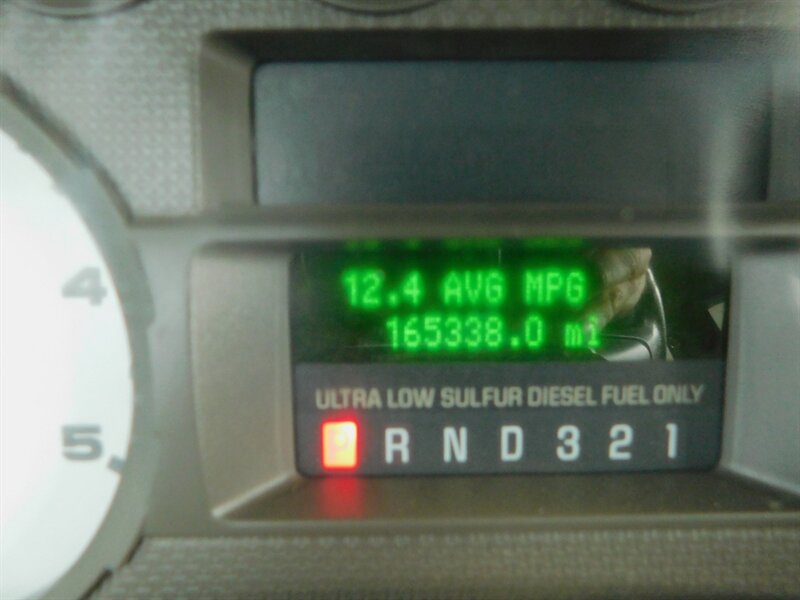 4
12.4 AVG MPG
165338.0 mi
ULTRA LOW SULFUR DIESEL FUEL ONLY
P R N D 3 2 1
5